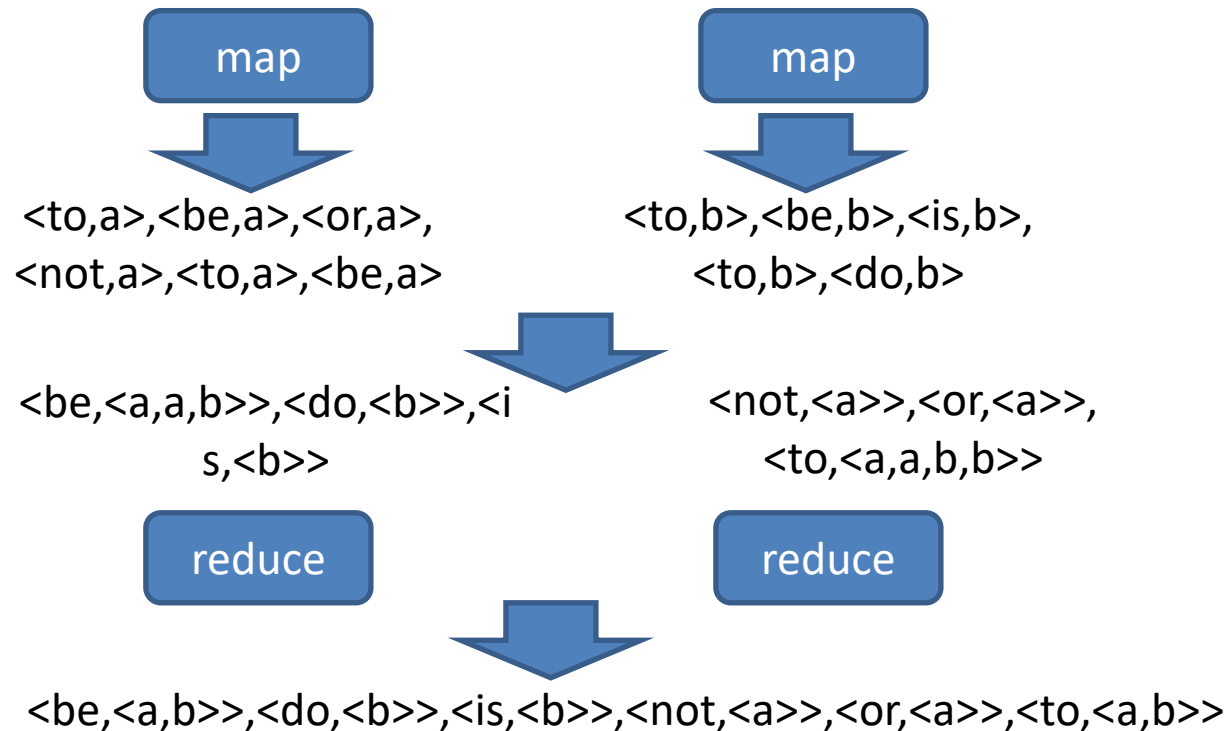 map
map
<to,a>,<be,a>,<or,a>,
<not,a>,<to,a>,<be,a>
<to,b>,<be,b>,<is,b>,
<to,b>,<do,b>
<be,<a,a,b>>,<do,<b>>,<i
s,<b>>
<not,<a>>,<or,<a>>,
<to,<a,a,b,b>>
reduce
reduce
<be,<a,b>>,<do,<b>>,<is,<b>>,<not,<a>>,<or,<a>>,<to,<a,b>>